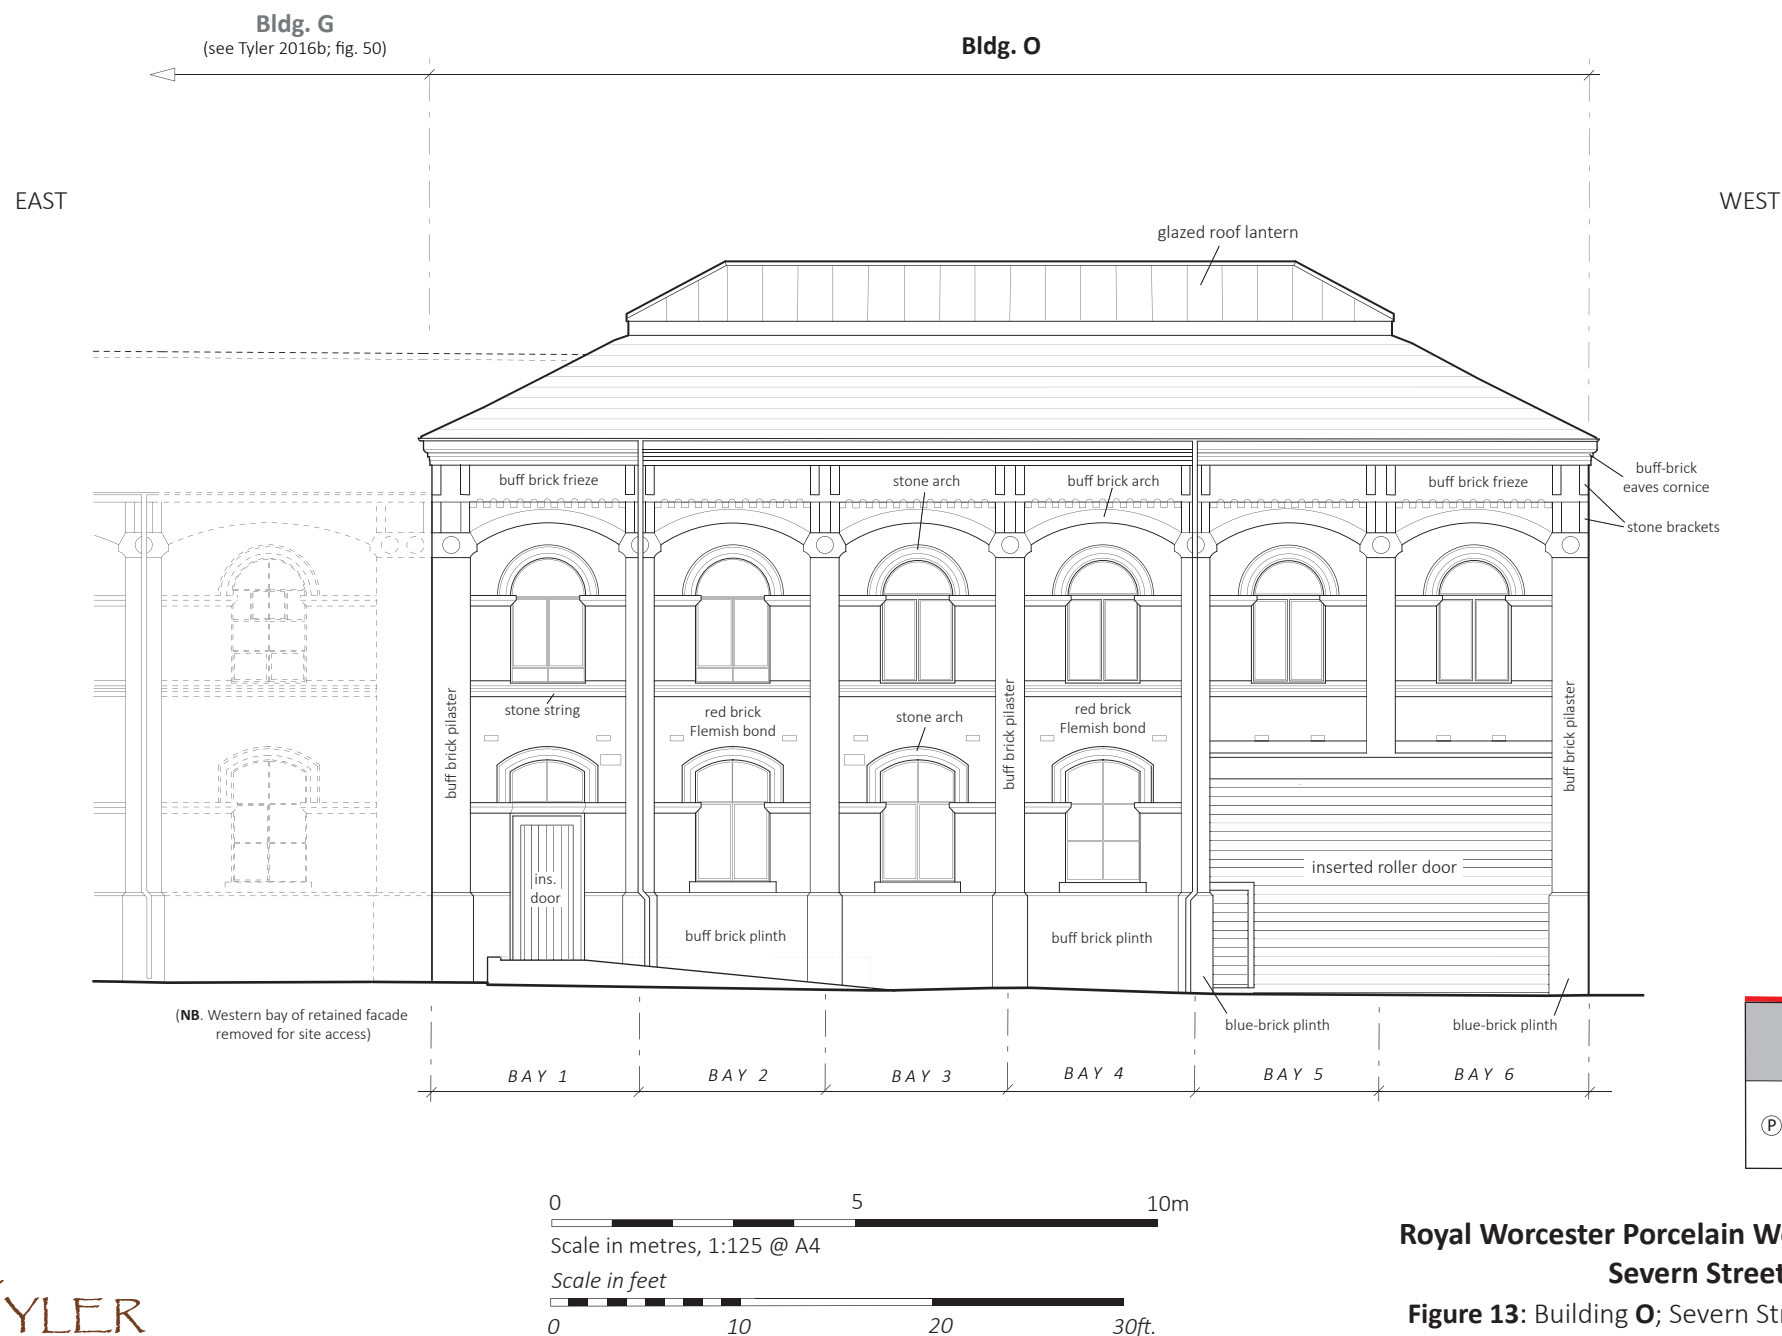 Bldg. G
(see Tyler 2016b; fig. 50)
Bldg. O
EAST
WEST
glazed roof lantern
buff brick frieze
stone arch
buff brick arch
buff brick frieze
buff-brick
eaves cornice
stone brackets
buff brick pilaster
stone string
red brick
Flemish bond
stone arch
buff brick pilaster
red brick
Flemish bond
buff brick pilaster
ins.
door
inserted roller door
buff brick plinth
buff brick plinth
(NB. Western bay of retained facade
removed for site access)
blue-brick plinth
blue-brick plinth
BAY 1
BAY 2
BAY 3
BAY 4
BAY 5
BAY 6
P
0 5 10m
Scale in metres, 1:125 @ A4
Scale in feet
0 10 20 30ft.
TYLER
Royal Worcester Porcelain
Severn Street
Figure 13: Building O; Severn